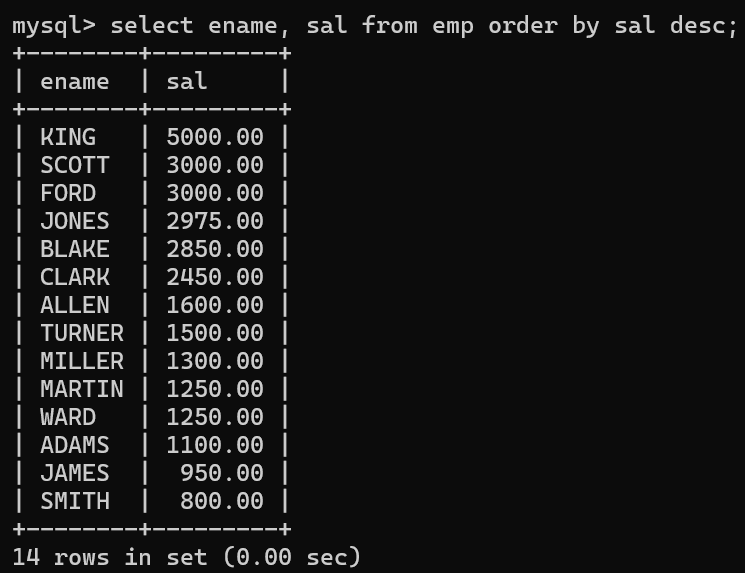 mysql> select ename, sal from emp order by sal desc;
+--------+---------+
| ename  | sal     |
+--------+---------+
| KING   | 5000.00 |
| SCOTT  | 3000.00 |
| FORD   | 3000.00 |
| JONES  | 2975.00 |
| BLAKE  | 2850.00 |
| CLARK  | 2450.00 |
| ALLEN  | 1600.00 |
| TURNER | 1500.00 |
| MILLER | 1300.00 |
| MARTIN | 1250.00 |
| WARD   | 1250.00 |
| ADAMS  | 1100.00 |
| JAMES  |  950.00 |
| SMITH  |  800.00 |
+--------+---------+
14 rows in set (0.00 sec)